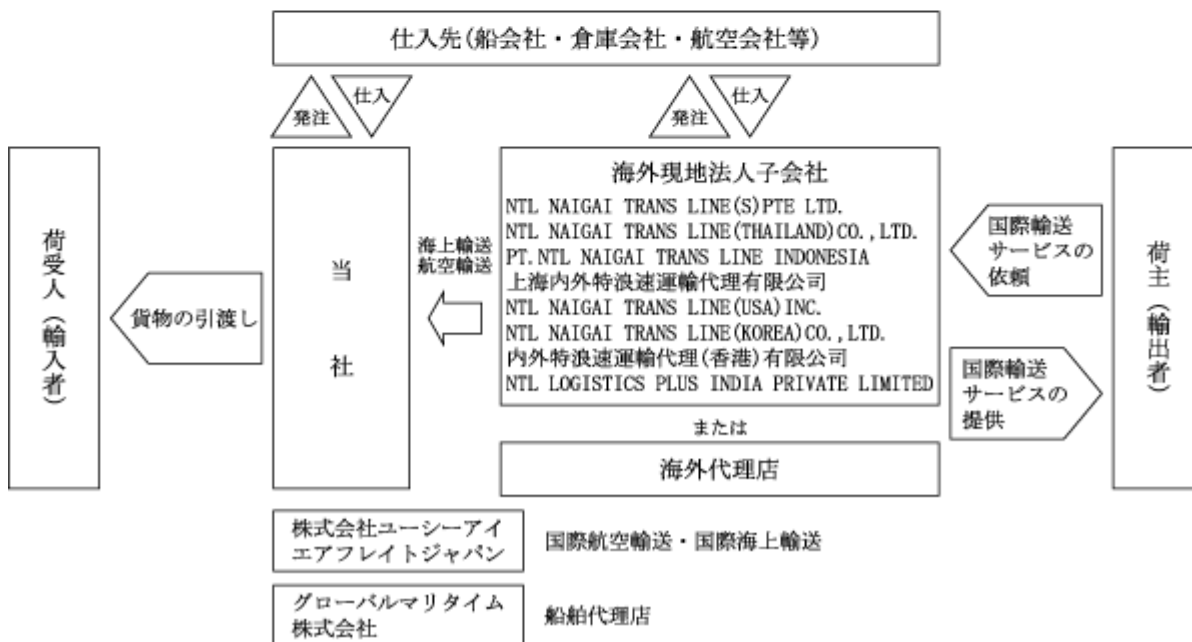 仕入先(船会社・倉庫会社・航空会社等)
発注
仕入
発注
仕入
荷受人(輸入者)
貨物の引渡し
当社
海上輸送
航空輸送
海外現地法人子会社
NTL NAIGAI TRANS LINE(S)PTE LTD.
NTL NAIGAI TRANS LINE(THAILAND)CO.,LTD.
PT.NTL NAIGAI TRANS LINE INDONESIA
上海内外特浪速運輸代理有限公司
NTL NAIGAI TRANS LINE(USA)INC.
NTL NAIGAI TRANS LINE(KOREA)CO.,LTD.
内外特浪速運輸代理(香港)有限公司
NTL LOGISTICS PLUS INDIA PRIVATE LIMITED
または
海外代理店
国際輸送
サービスの
依頼
国際輸送
サービスの
提供
荷主(輸出者)
株式会社ユーシーアイ
エアフレイトジャパン
国際航空輸送・国際海上輸送
グローバルマリタイム
株式会社
船舶代理店